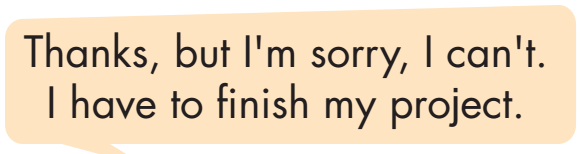 Thanks, but I'm sorry, I can't.
I have to finish my project.